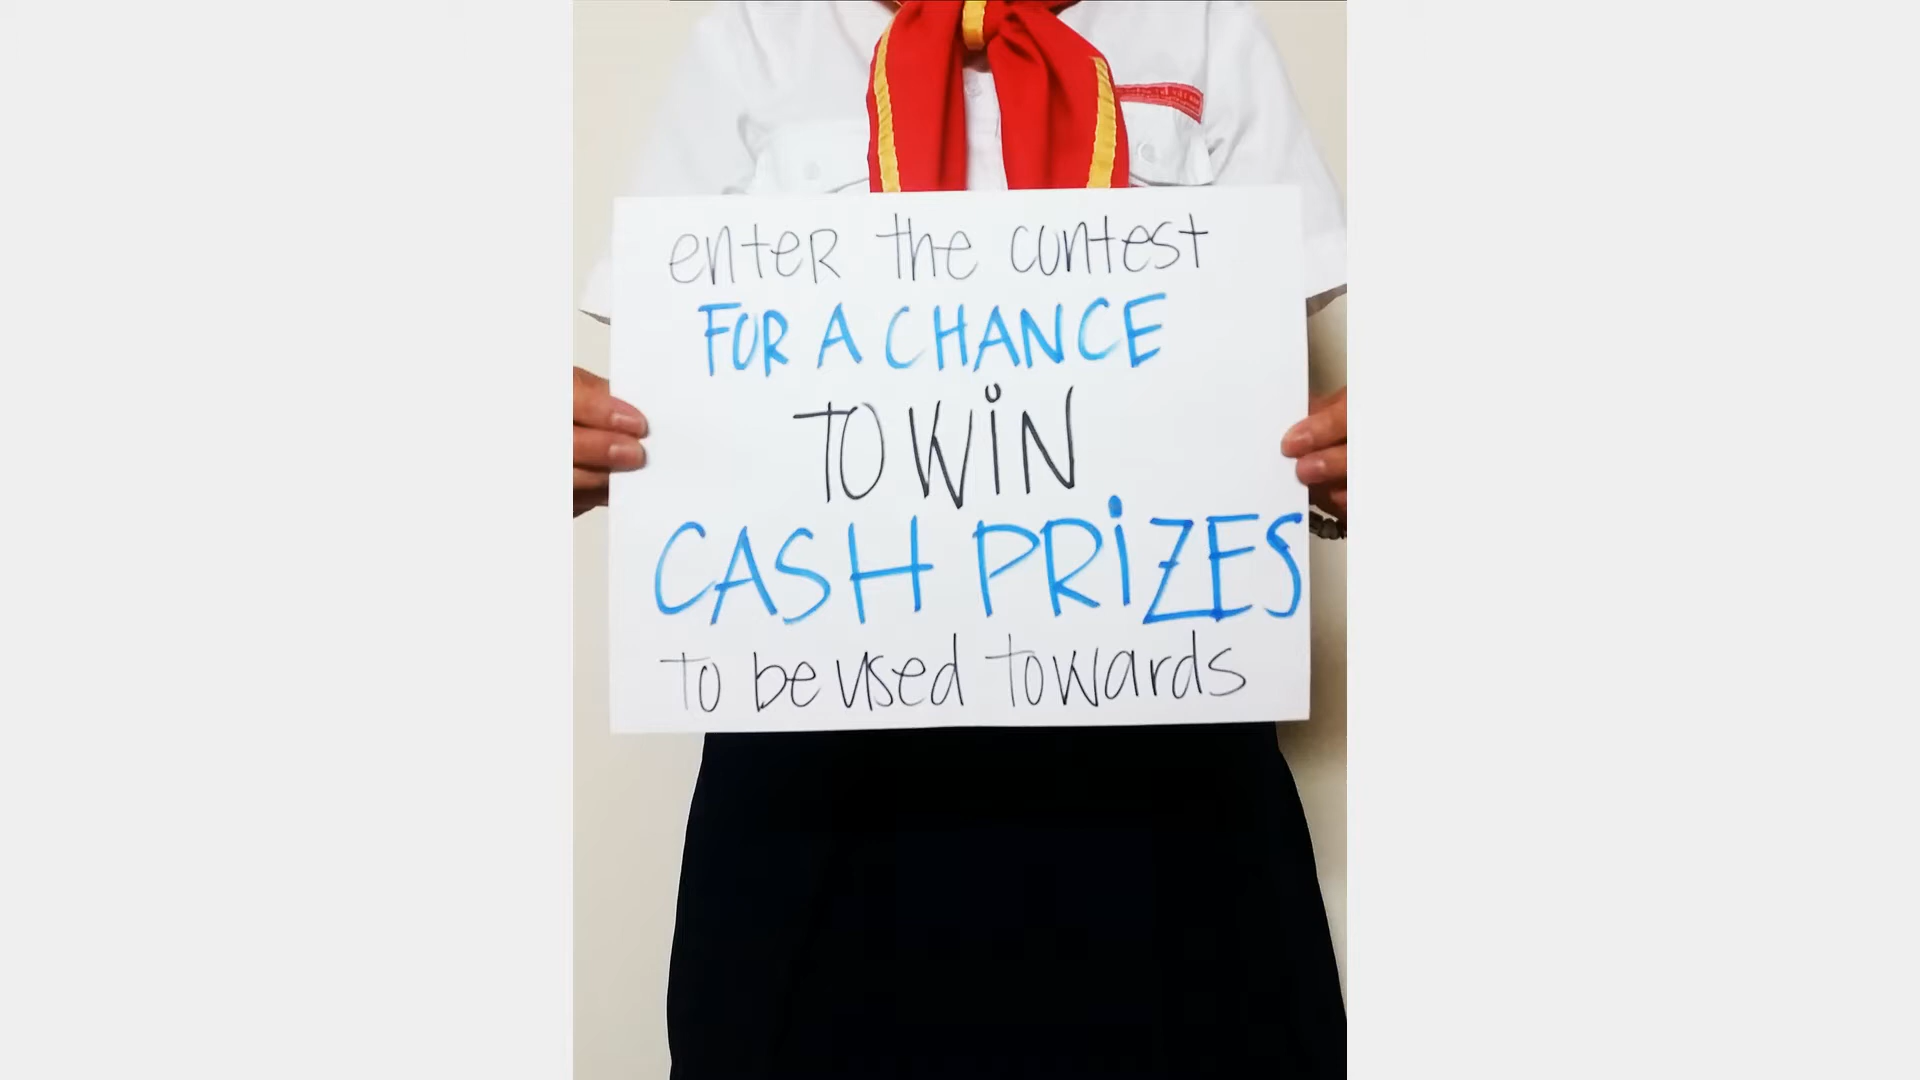 enter the contest
FOR A CHANCE
TO WIN
CASH PRIZES
to be used towards